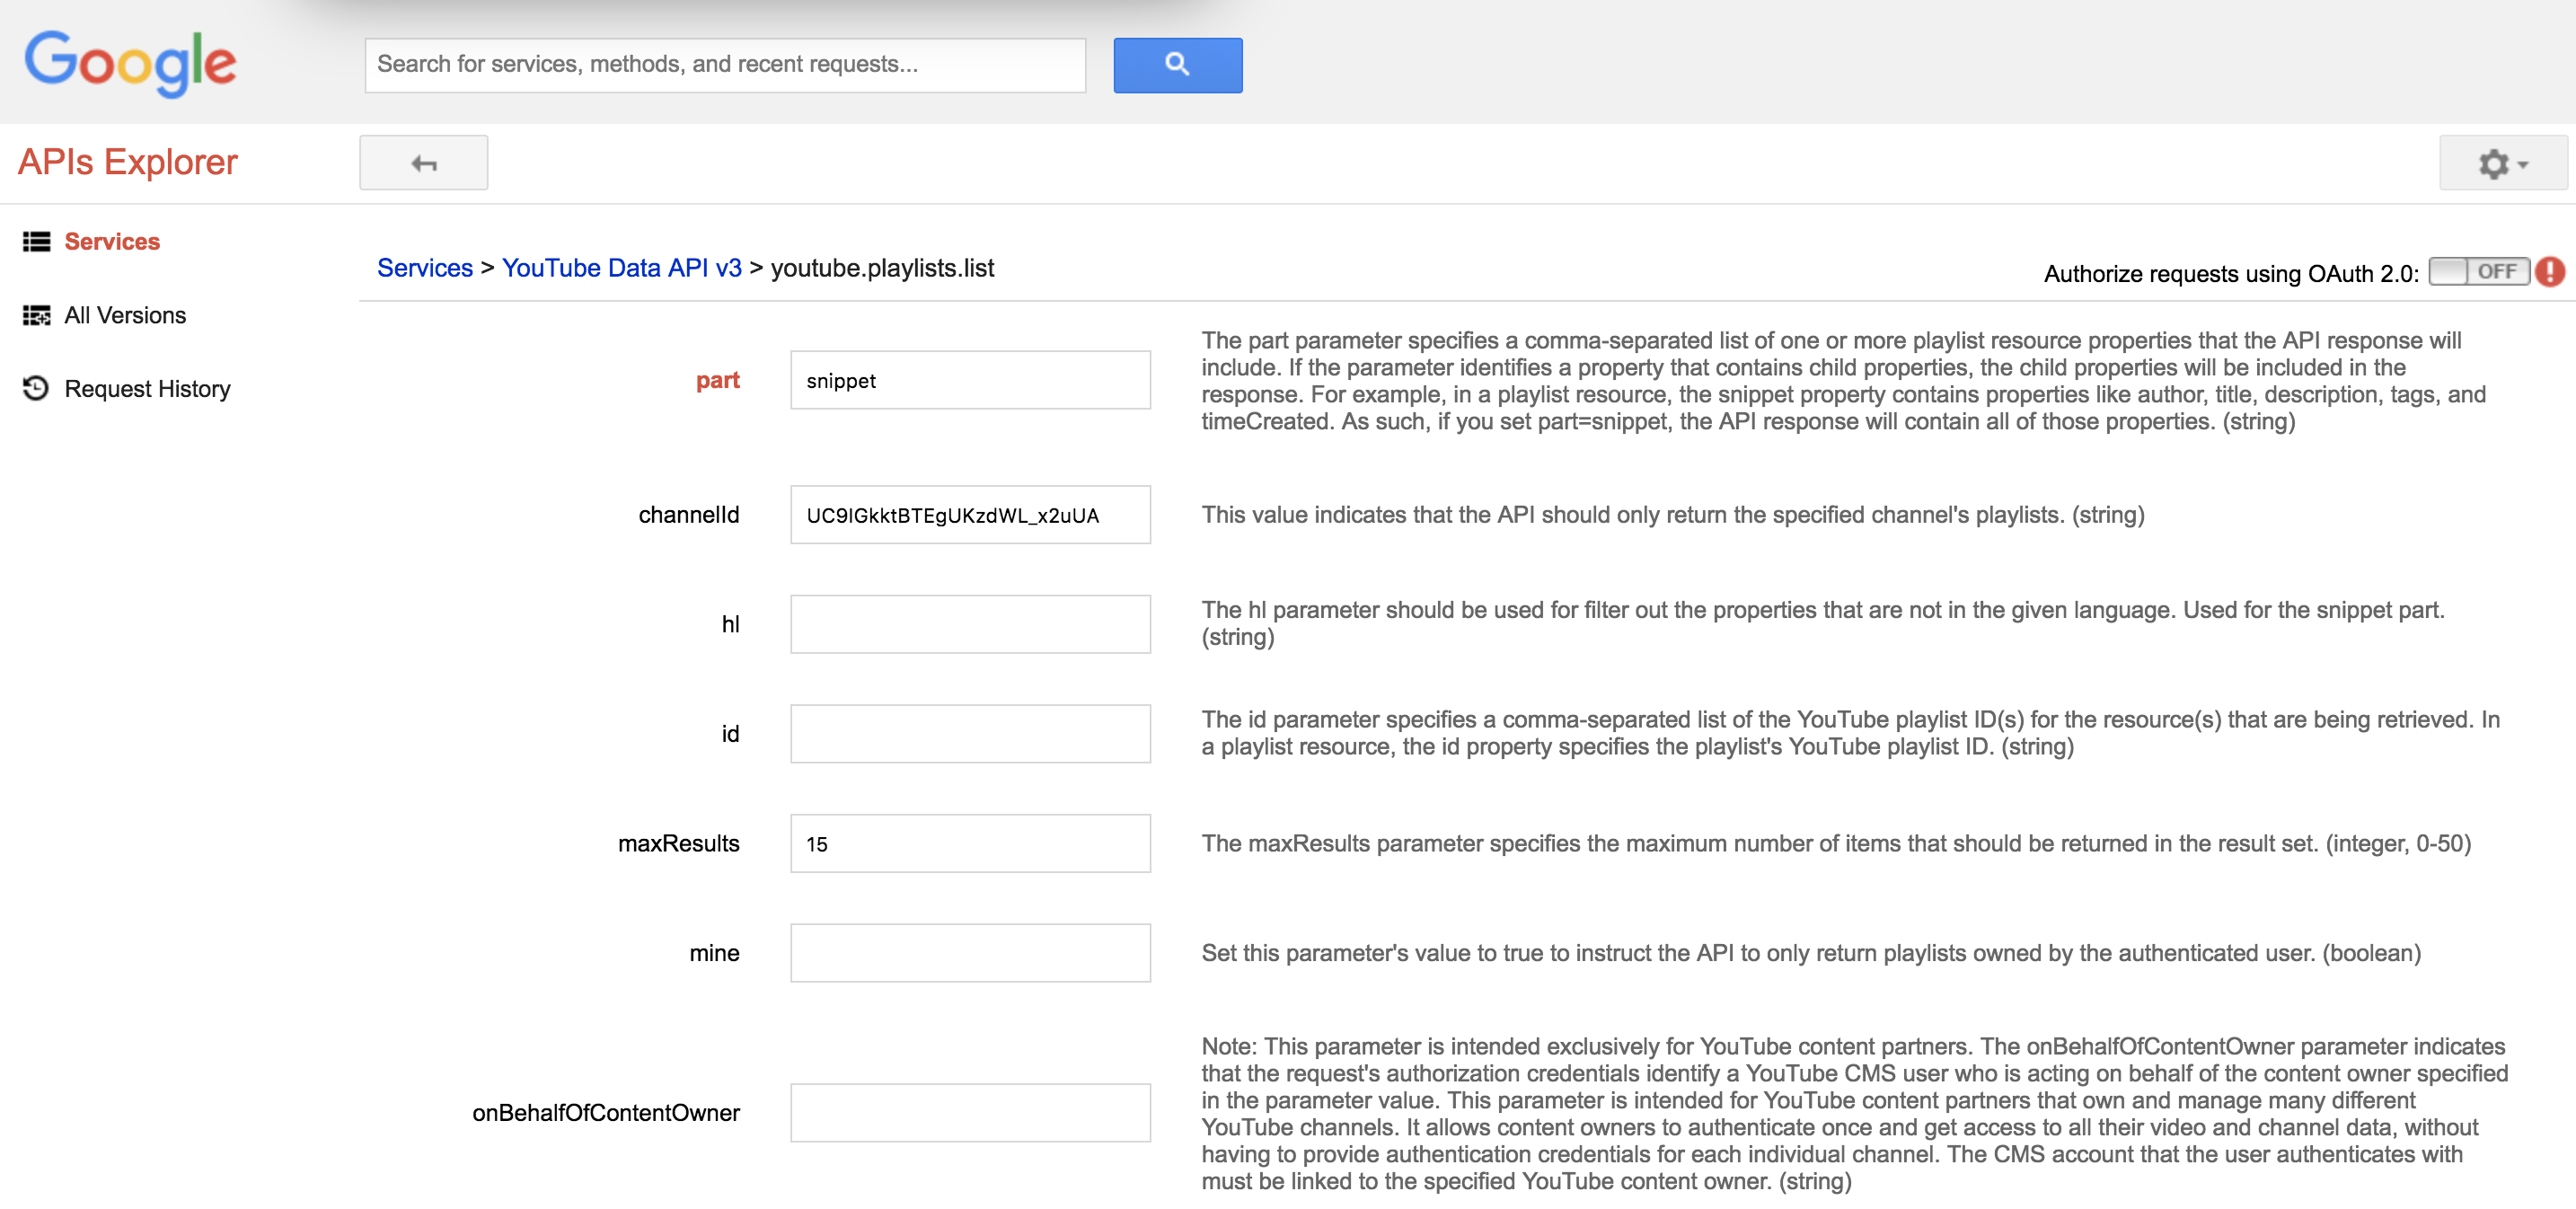 Google
Search for services, methods, and recent requests...
APIs Explorer
Services
All Versions
Request History
Services > YouTube Data API v3 > youtube.playlists.list
Authorize requests using OAuth 2.0: OFF
part
snippet
The part parameter specifies a comma-separated list of one or more playlist resource properties that the API response will
include. If the parameter identifies a property that contains child properties, the child properties will be included in the
response. For example, in a playlist resource, the snippet property contains properties like author, title, description, tags, and
timeCreated. As such, if you set part=snippet, the API response will contain all of those properties. (string)
channelId
UC9IGkktBTEgUKzdWL_x2uUA
This value indicates that the API should only return the specified channel's playlists. (string)
hl
The hl parameter should be used for filter out the properties that are not in the given language. Used for the snippet part.
(string)
id
The id parameter specifies a comma-separated list of the YouTube playlist ID(s) for the resource(s) that are being retrieved. In
a playlist resource, the id property specifies the playlist's YouTube playlist ID. (string)
maxResults
15
The maxResults parameter specifies the maximum number of items that should be returned in the result set. (integer, 0-50)
mine
Set this parameter's value to true to instruct the API to only return playlists owned by the authenticated user. (boolean)
onBehalfOfContentOwner
Note: This parameter is intended exclusively for YouTube content partners. The onBehalfOfContentOwner parameter indicates
that the request's authorization credentials identify a YouTube CMS user who is acting on behalf of the content owner specified
in the parameter value. This parameter is intended for YouTube content partners that own and manage many different
YouTube channels. It allows content owners to authenticate once and get access to all their video and channel data, without
having to provide authentication credentials for each individual channel. The CMS account that the user authenticates with
must be linked to the specified YouTube content owner. (string)